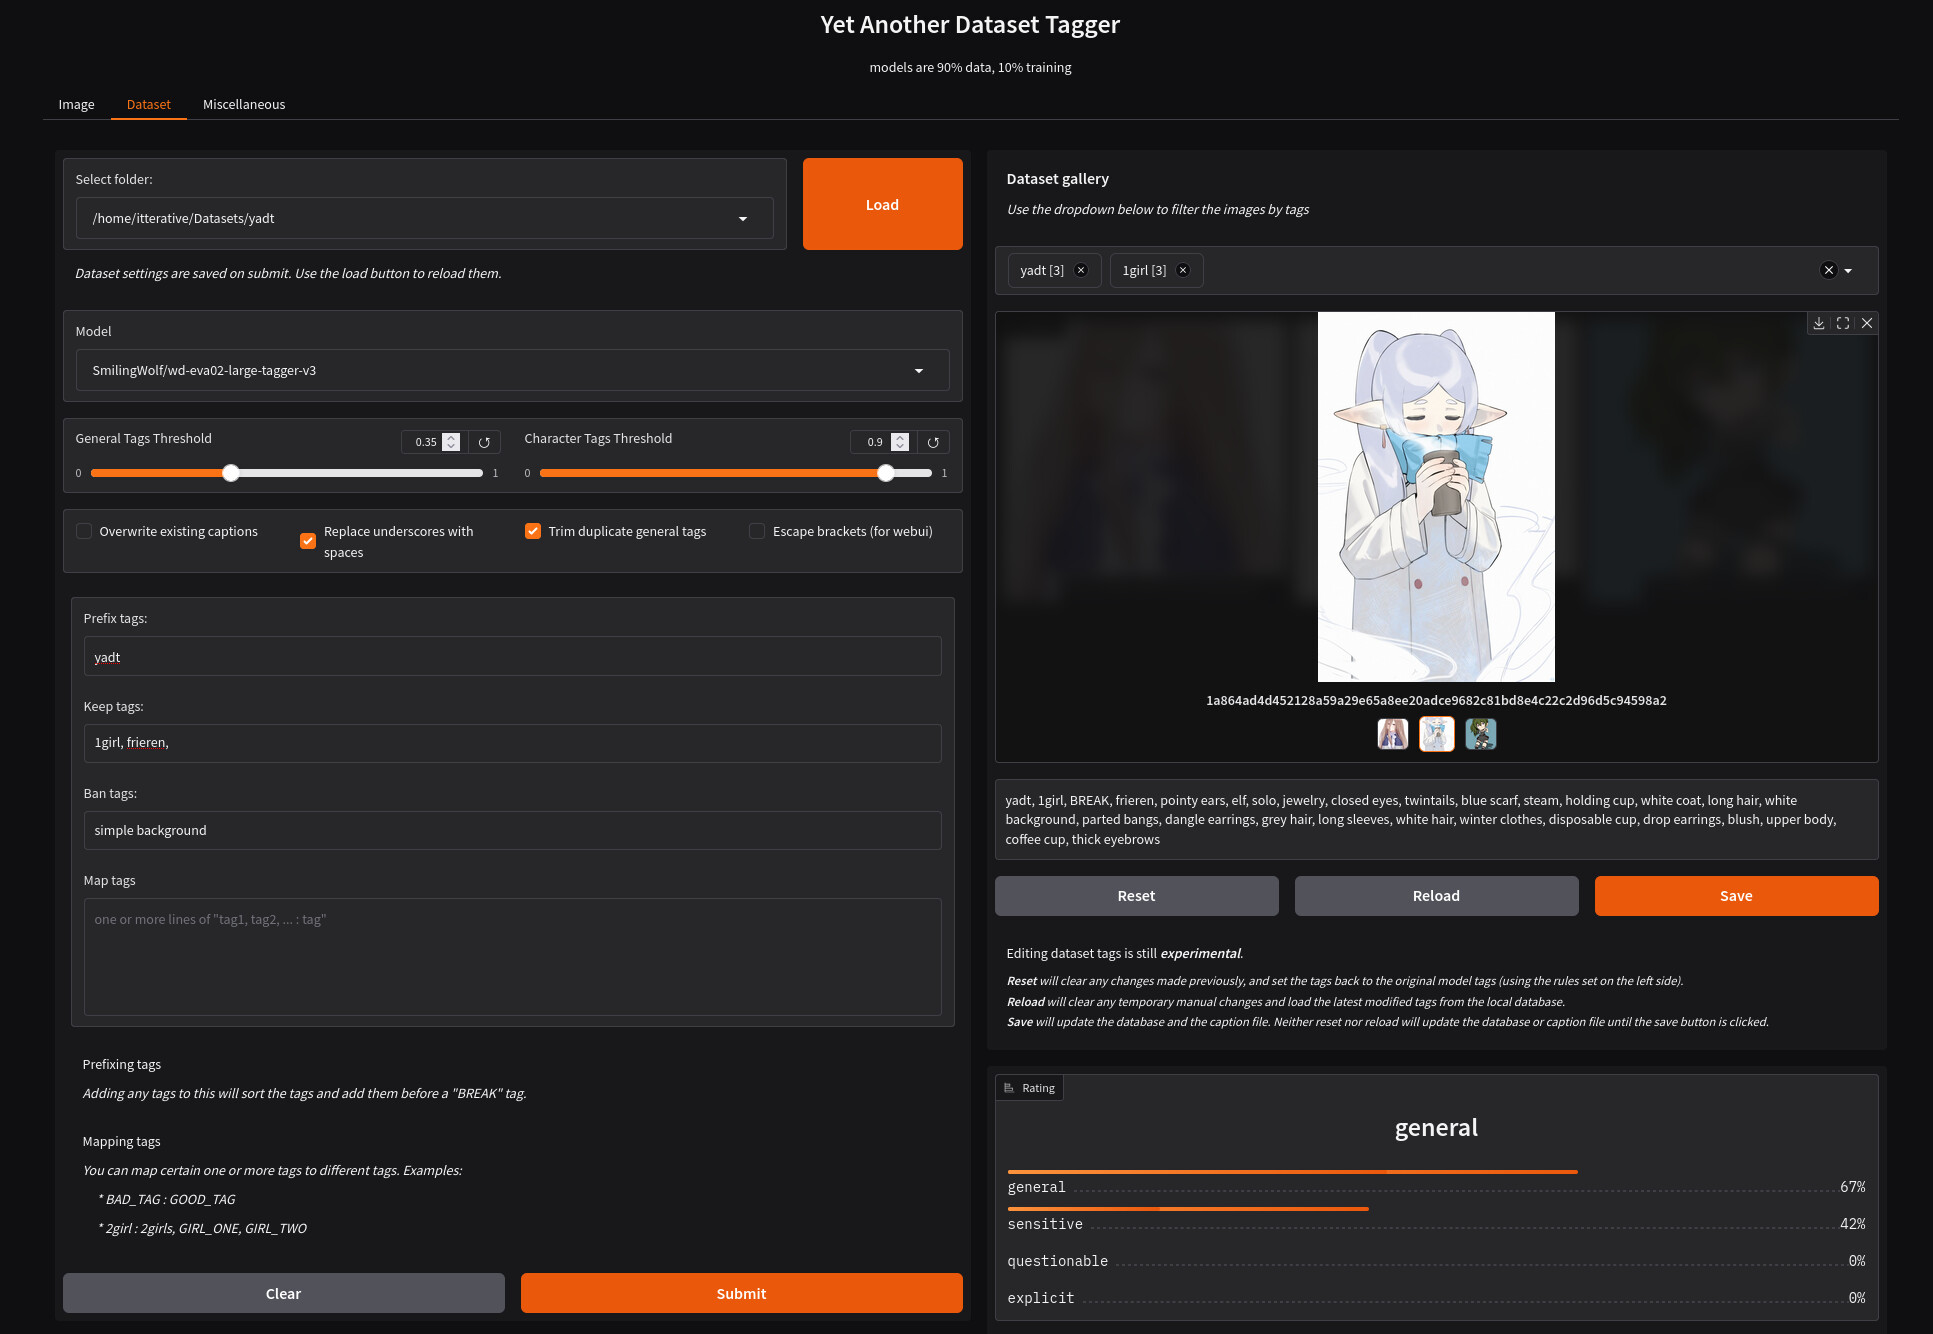 Yet Another Dataset Tagger
models are 90% data, 10% training
Image
Dataset
Miscellaneous
Select folder:
/home/itterative/Datasets/yadt
Load
Dataset settings are saved on submit. Use the load button to reload them.
Model
SmilingWolf/wd-eva02-large-tagger-v3
General Tags Threshold
0.35
0
1
Character Tags Threshold
0.9
0
1
Overwrite existing captions
Replace underscores with
spaces
Trim duplicate general tags
Escape brackets (for webui)
Prefix tags:
yadt
Keep tags:
1girl, frieren,
Ban tags:
simple background
Map tags
one or more lines of "tag1, tag2, ... : tag"
Prefixing tags
Adding any tags to this will sort the tags and add them before a "BREAK" tag.
Mapping tags
You can map certain one or more tags to different tags. Examples:
* BAD_TAG : GOOD_TAG
* 2girl : 2girls, GIRL_ONE, GIRL_TWO
Clear
Submit
Dataset gallery
Use the dropdown below to filter the images by tags
yadt [3]
1girl [3]
1a864ad4d452128a59a29e65a8ee20adce9682c81bd8e4c22c2d96d5c94598a2
yadt, 1girl, BREAK, frieren, pointy ears, elf, solo, jewelry, closed eyes, twintails, blue scarf, steam, holding cup, white coat, long hair, white
background, parted bangs, dangle earrings, grey hair, long sleeves, white hair, winter clothes, disposable cup, drop earrings, blush, upper body,
coffee cup, thick eyebrows
Reset
Reload
Save
Editing dataset tags is still experimental.
Reset will clear any changes made previously, and set the tags back to the original model tags (using the rules set on the left side).
Reload will clear any temporary manual changes and load the latest modified tags from the local database.
Save will update the database and the caption file. Neither reset nor reload will update the database or caption file until the save button is clicked.
Rating
general
general 67%
sensitive 42%
questionable 0%
explicit 0%